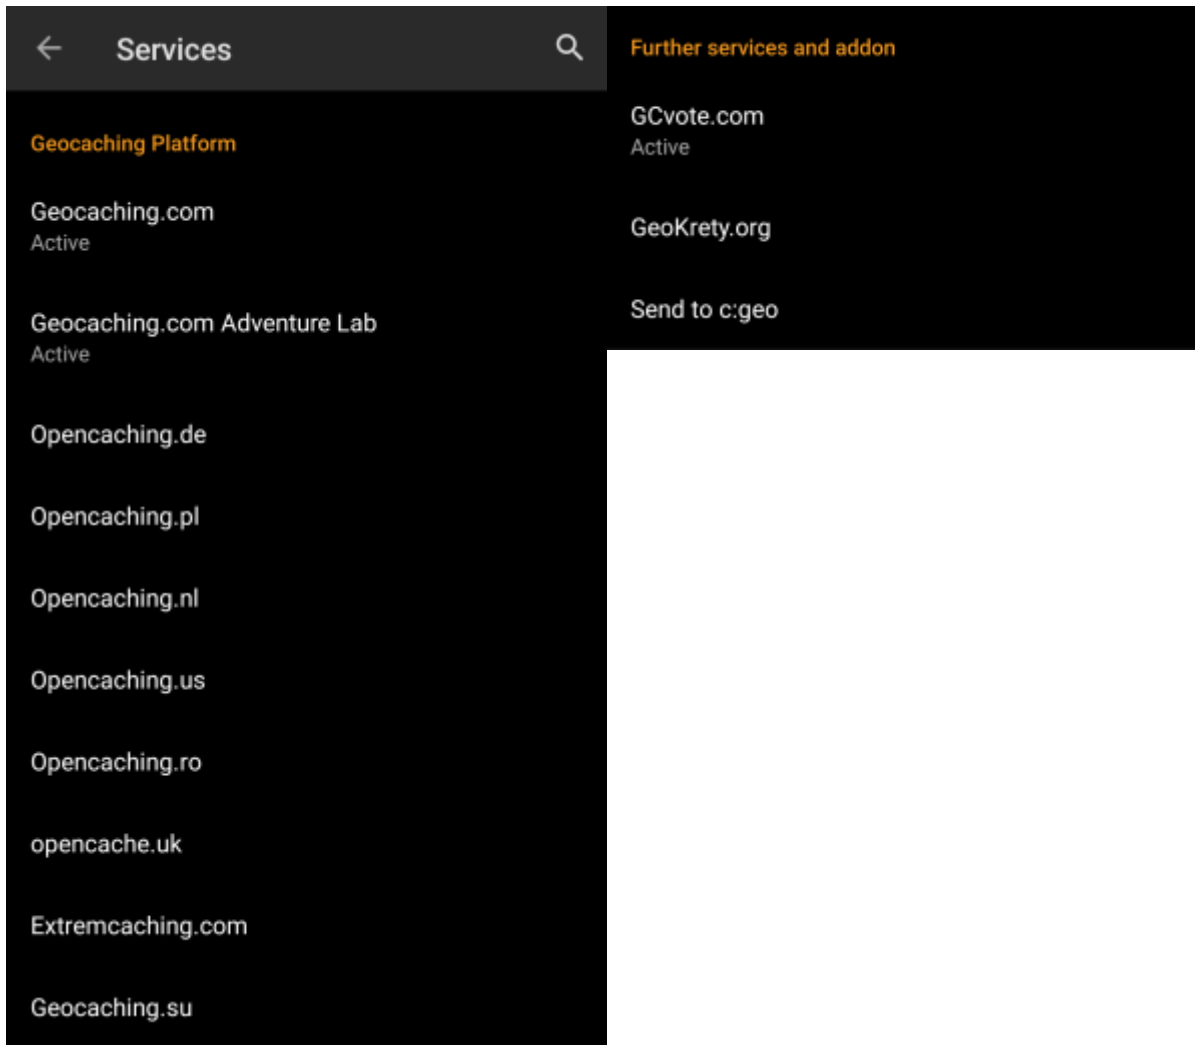 Services
Geocaching Platform
Geocaching.com
Active
Geocaching.com Adventure Lab
Active
Opencaching.de
Opencaching.pl
Opencaching.nl
Opencaching.us
Opencaching.ro
opencache.uk
Extremcaching.com
Geocaching.su
Further services and addon
GCvote.com
Active
GeoKrety.org
Send to c:geo